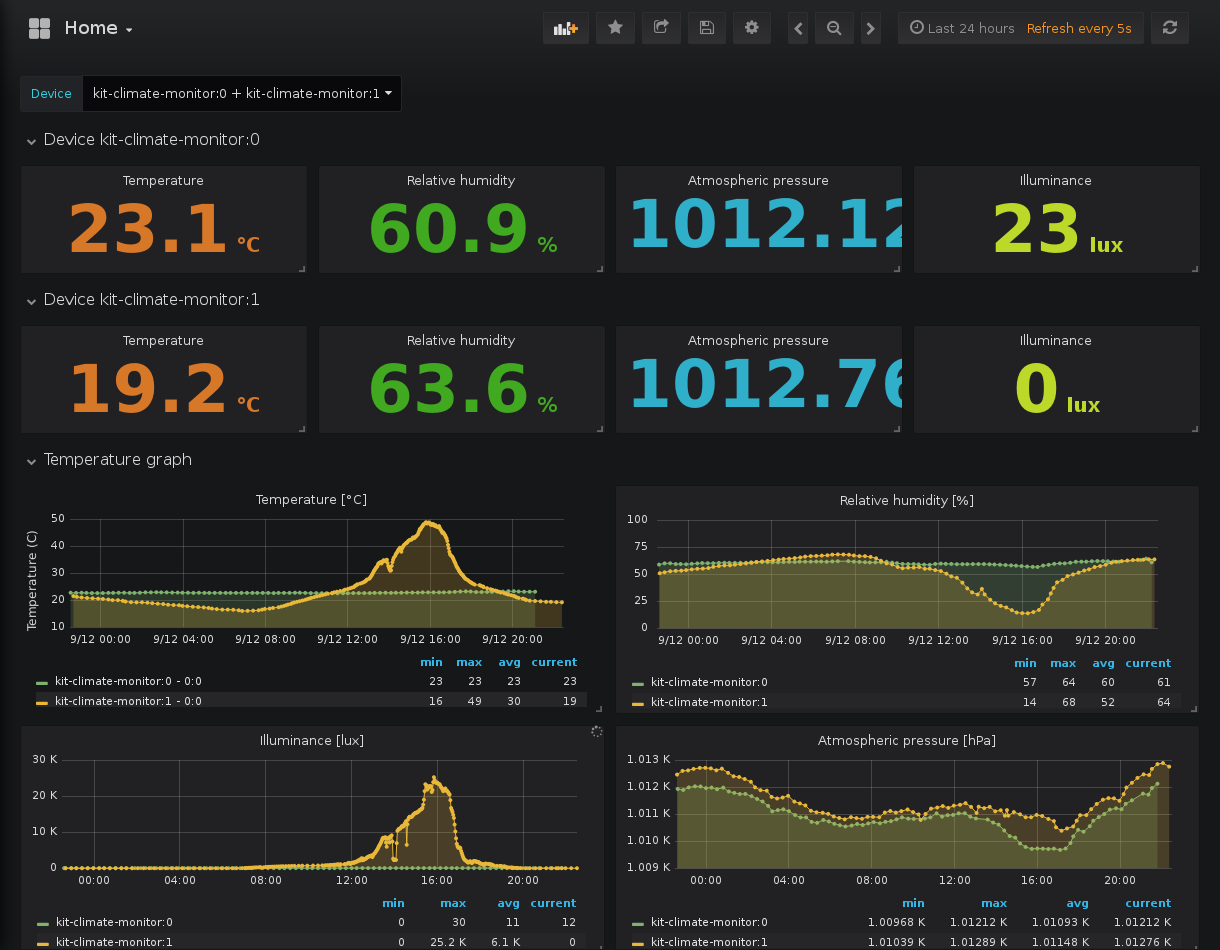 Home
Last 24 hours Refresh every 5s
Device kit-climate-monitor:0 + kit-climate-monitor:1
Device kit-climate-monitor:0
Temperature Relative humidity Atmospheric pressure Illuminance
23.1 °C 60.9 % 1012.12 23 lux
Device kit-climate-monitor:1
Temperature Relative humidity Atmospheric pressure Illuminance
19.2 °C 63.6 % 1012.76 0 lux
Temperature graph
Temperature [°C]
Temperature (C)
50
40
30
20
10
9/12 00:00 9/12 04:00 9/12 08:00 9/12 12:00 9/12 16:00 9/12 20:00
min max avg current
kit-climate-monitor:0 - 0:0 23 23 23 23
kit-climate-monitor:1 - 0:0 16 49 30 19
Relative humidity [%]
100
75
50
25
0
9/12 00:00 9/12 04:00 9/12 08:00 9/12 12:00 9/12 16:00 9/12 20:00
min max avg current
kit-climate-monitor:0 57 64 60 61
kit-climate-monitor:1 14 68 52 64
Illuminance [lux]
30 K
20 K
10 K
0
00:00 04:00 08:00 12:00 16:00 20:00
min max avg current
kit-climate-monitor:0 0 30 11 12
kit-climate-monitor:1 0 25.2 K 6.1 K 0
Atmospheric pressure [hPa]
1.013 K
1.012 K
1.011 K
1.010 K
1.009 K
00:00 04:00 08:00 12:00 16:00 20:00
min max avg current
kit-climate-monitor:0 1.00968 K 1.01212 K 1.01093 K 1.01212 K
kit-climate-monitor:1 1.01039 K 1.01289 K 1.01148 K 1.01276 K